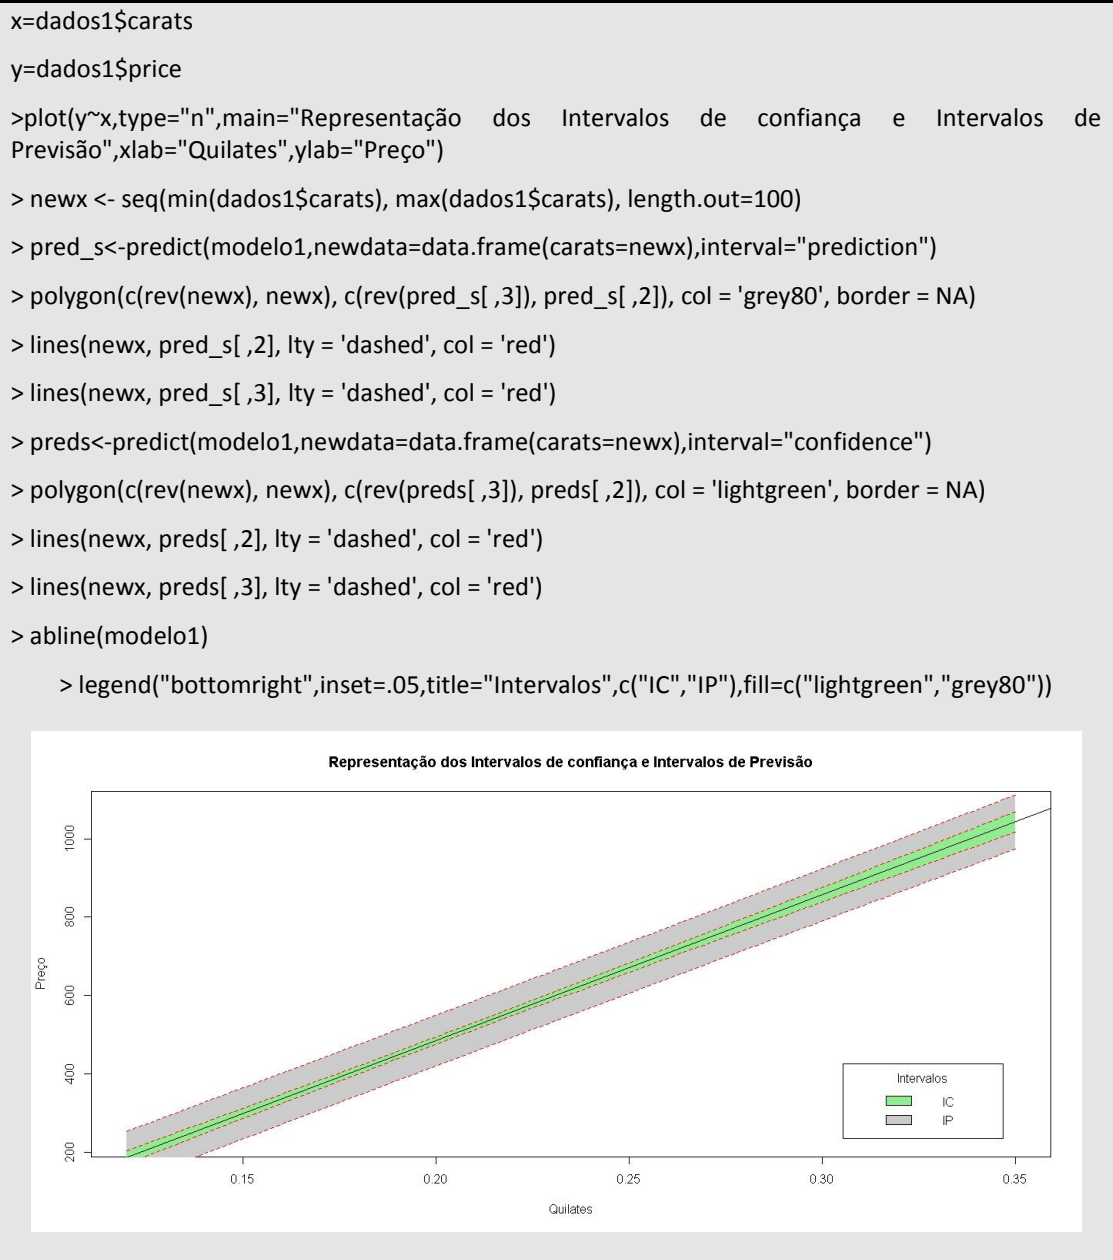 x=dados1$carats
y=dados1$price
>plot(y~x,type="n",main="Representação dos Intervalos de confiança e Intervalos de
Previsão",xlab="Quilates",ylab="Preço")
> newx <- seq(min(dados1$carats), max(dados1$carats), length.out=100)
> pred_s<-predict(modelo1,newdata=data.frame(carats=newx),interval="prediction")
> polygon(c(rev(newx), newx), c(rev(pred_s[ ,3]), pred_s[ ,2]), col = 'grey80', border = NA)
> lines(newx, pred_s[ ,2], lty = 'dashed', col = 'red')
> lines(newx, pred_s[ ,3], lty = 'dashed', col = 'red')
> preds<-predict(modelo1,newdata=data.frame(carats=newx),interval="confidence")
> polygon(c(rev(newx), newx), c(rev(preds[ ,3]), preds[ ,2]), col = 'lightgreen', border = NA)
> lines(newx, preds[ ,2], lty = 'dashed', col = 'red')
> lines(newx, preds[ ,3], lty = 'dashed', col = 'red')
> abline(modelo1)
> legend("bottomright",inset=.05,title="Intervalos",c("IC","IP"),fill=c("lightgreen","grey80"))
Representação dos Intervalos de confiança e Intervalos de Previsão
Preço
1000
800
600
400
200
Intervalos
IC
IP
0.15 0.20 0.25 0.30 0.35
Quilates